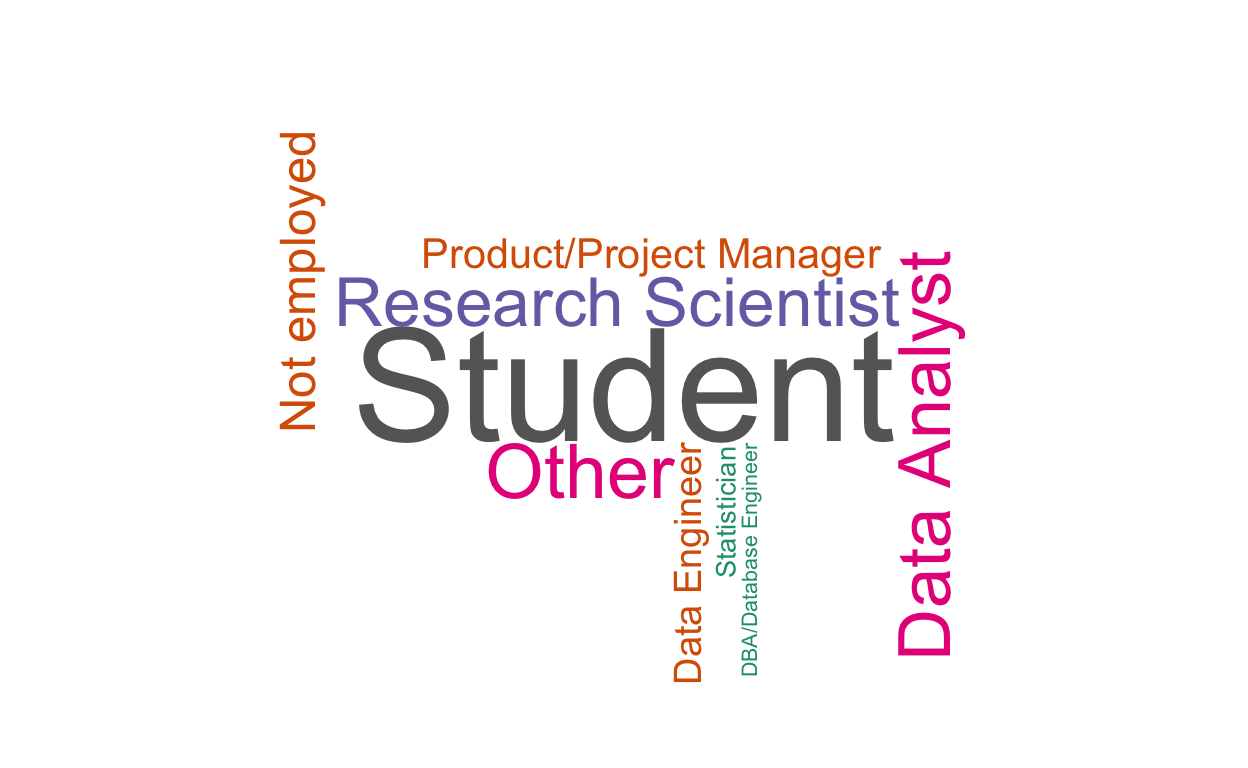 Not employed
Product/Project Manager
Research Scientist
Student
Data Analyst
Other
Data Engineer
Statistician
DBA/Database Engineer